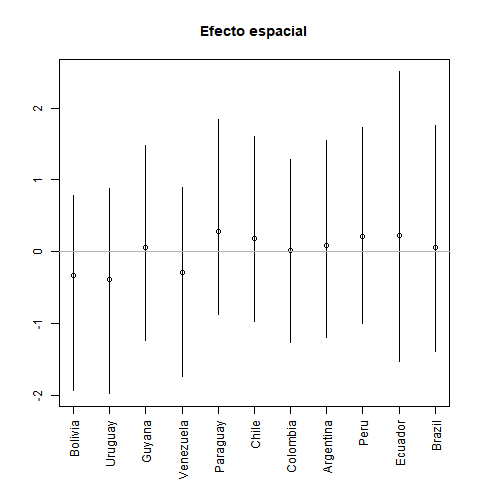 Efecto espacial
2
1
0
-1
-2
Bolivia
Uruguay
Guyana
Venezuela
Paraguay
Chile
Colombia
Argentina
Peru
Ecuador
Brazil